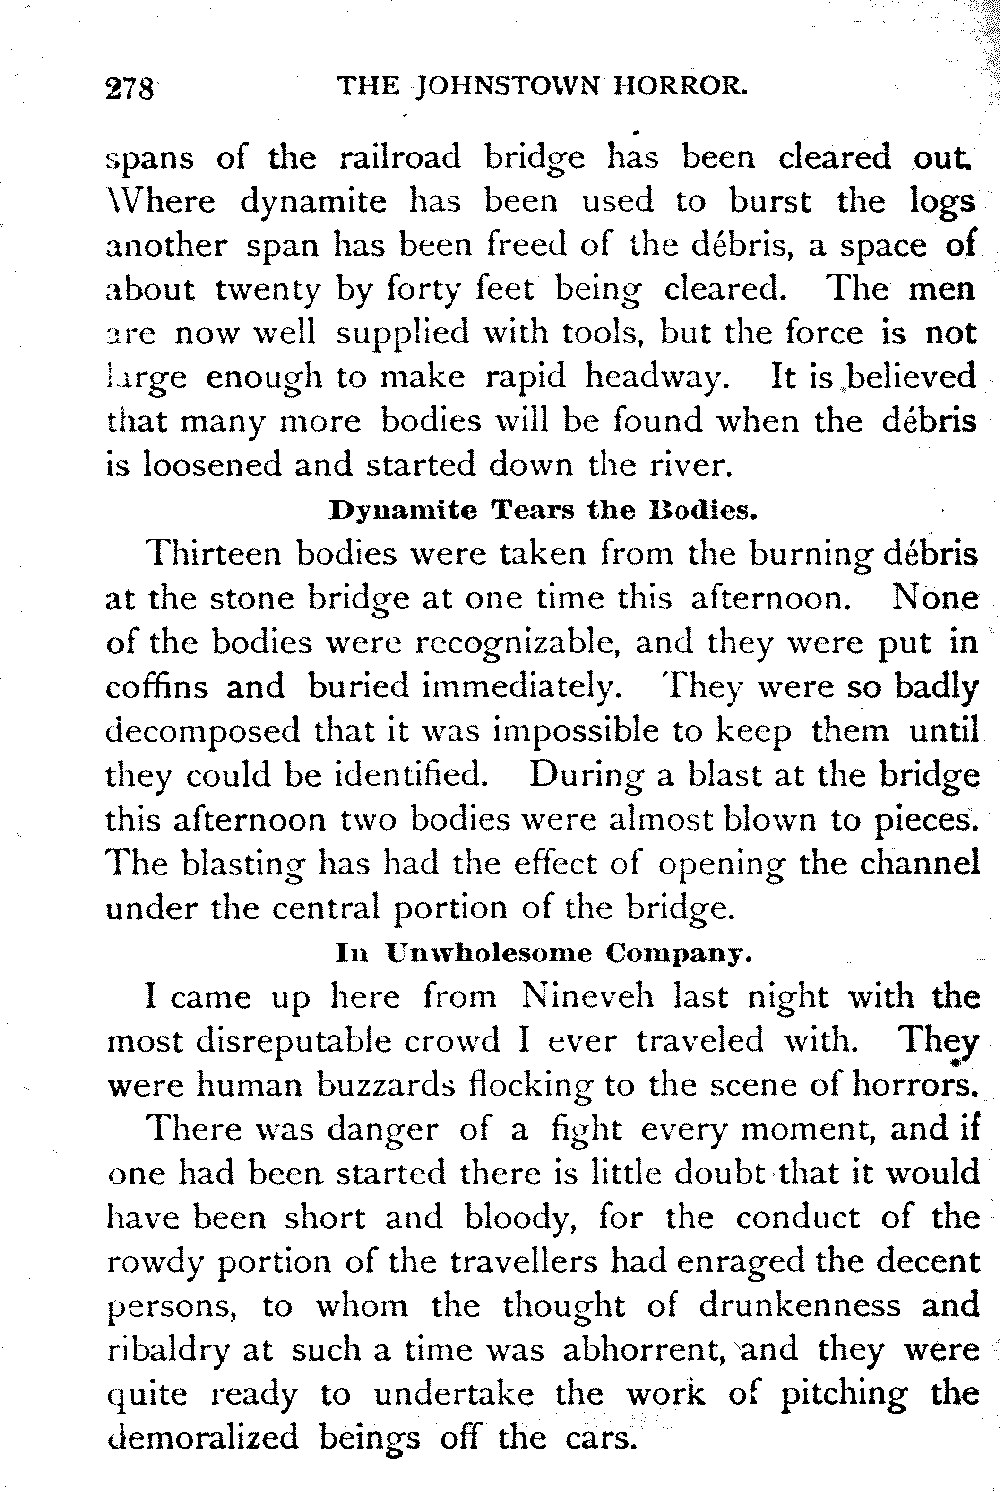 278 THE JOHNSTOWN HORROR.
spans of the railroad bridge has been cleared out.
Where dynamite has been used to burst the logs
another span has been freed of the débris, a space of
about twenty by forty feet being cleared. The men
are now well supplied with tools, but the force is not
large enough to make rapid headway. It is believed
that many more bodies will be found when the débris
is loosened and started down the river.
Dynamite Tears the Bodies.
Thirteen bodies were taken from the burning débris
at the stone bridge at one time this afternoon. None
of the bodies were recognizable, and they were put in
coffins and buried immediately. They were so badly
decomposed that it was impossible to keep them until
they could be identified. During a blast at the bridge
this afternoon two bodies were almost blown to pieces.
The blasting has had the effect of opening the channel
under the central portion of the bridge.
In Unwholesome Company.
I came up here from Nineveh last night with the
most disreputable crowd I ever traveled with. They
were human buzzards flocking to the scene of horrors.
There was danger of a fight every moment, and if
one had been started there is little doubt that it would
have been short and bloody, for the conduct of the
rowdy portion of the travellers had enraged the decent
persons, to whom the thought of drunkenness and
ribaldry at such a time was abhorrent, and they were
quite ready to undertake the work of pitching the
demoralized beings off the cars.